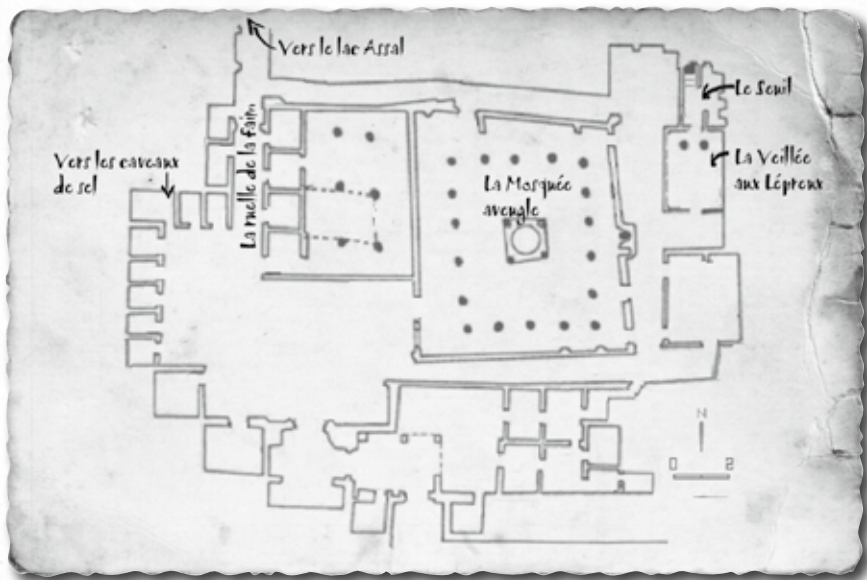 Vers le lac Assal
Le Seuil
La ruelle de la faim
Vers les caveaux
de sel
La Veillée
aux Lépreux
La Mosquée
aveugle
N
0 2